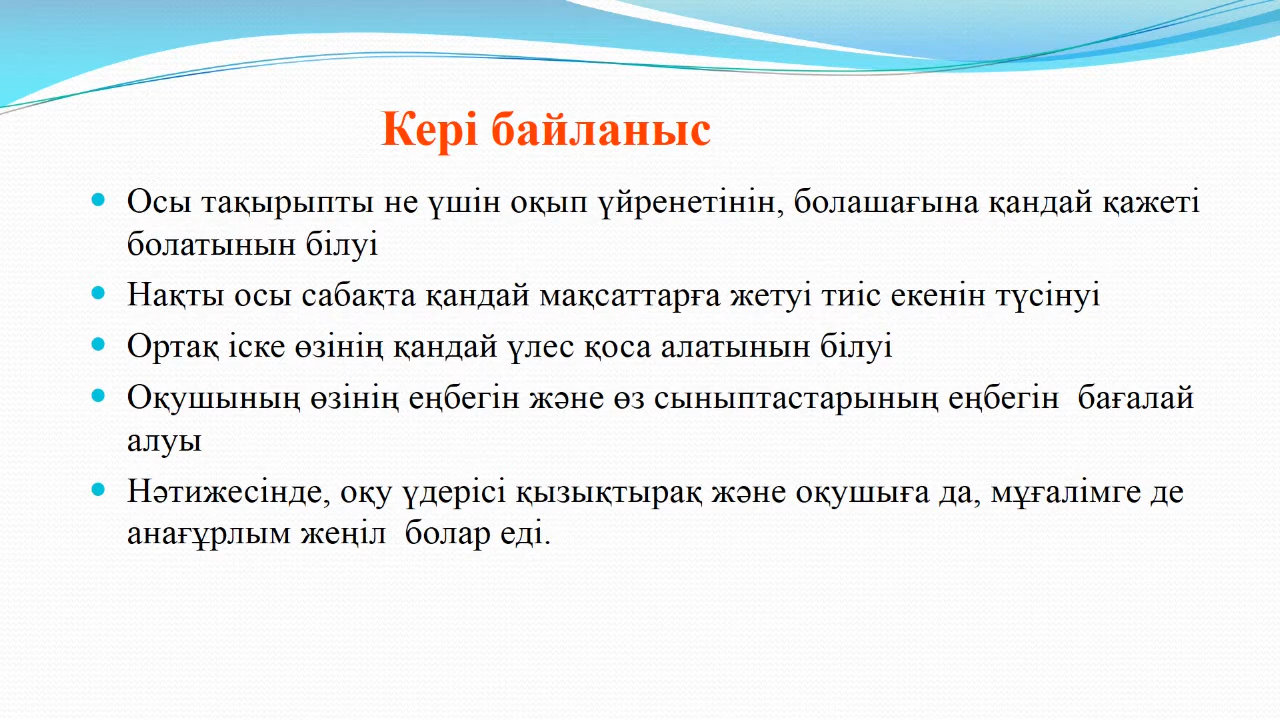 Кері байланыс
Осы тақырыпты не үшін оқып үйренетінін, болашағына қандай қажеті
болатынын білуі
Нақты осы сабақта қандай мақсаттарға жетуі тиіс екенін түсінуі
Ортақ іске өзінің қандай үлес қоса алатынын білуі
Оқушының өзінің еңбегін және өз сыныптастарының еңбегін  бағалай
алуы
Нәтижесінде, оқу үдерісі қызықтырақ және оқушыға да, мұғалімге де
анағұрлым жеңіл  болар еді.